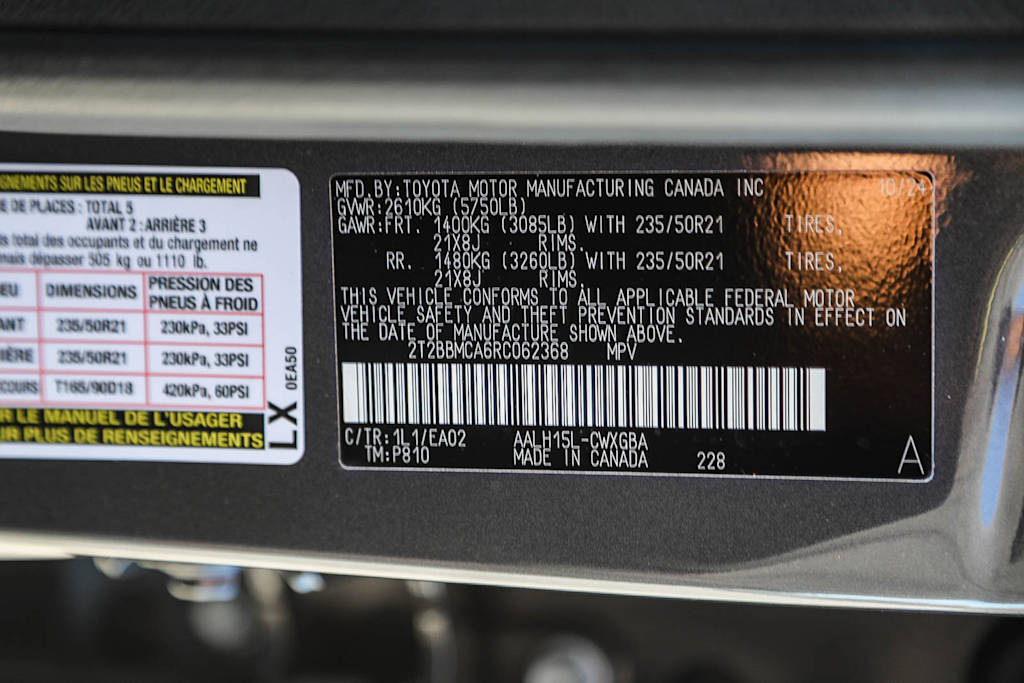 GNEMENTS SUR LES PNEUS ET LE CHARGEMENT
E DE PLACES : TOTAL 5
AVANT 2 : ARRIÈRE 3
s total des occupants et du chargement ne
mais dépasser 505 kg ou 1110 lb.
EU DIMENSIONS PRESSION DES PNEUS À FROID
ANT 235/50R21 230kPa, 33PSI
IÈRE 235/50R21 230kPa, 33PSI
COURS T165/90D18 420kPa, 60PSI
R LE MANUEL DE L'USAGER
UR PLUS DE RENSEIGNEMENTS
LX 0EA50
MFD.BY:TOYOTA MOTOR MANUFACTURING CANADA INC 10/24
GVWR:2610KG (5750LB)
GAWR:FRT. 1400KG (3085LB) WITH 235/50R21 TIRES,
21X8J RIMS.
RR. 1480KG (3260LB) WITH 235/50R21 TIRES,
21X8J RIMS.
THIS VEHICLE CONFORMS TO ALL APPLICABLE FEDERAL MOTOR
VEHICLE SAFETY AND THEFT PREVENTION STANDARDS IN EFFECT ON
THE DATE OF MANUFACTURE SHOWN ABOVE.
2T2BBMCA6RC062368 MPV
C/TR:1L1/EA02 AALH15L-CWXGBA
TM:P810 MADE IN CANADA 228
A